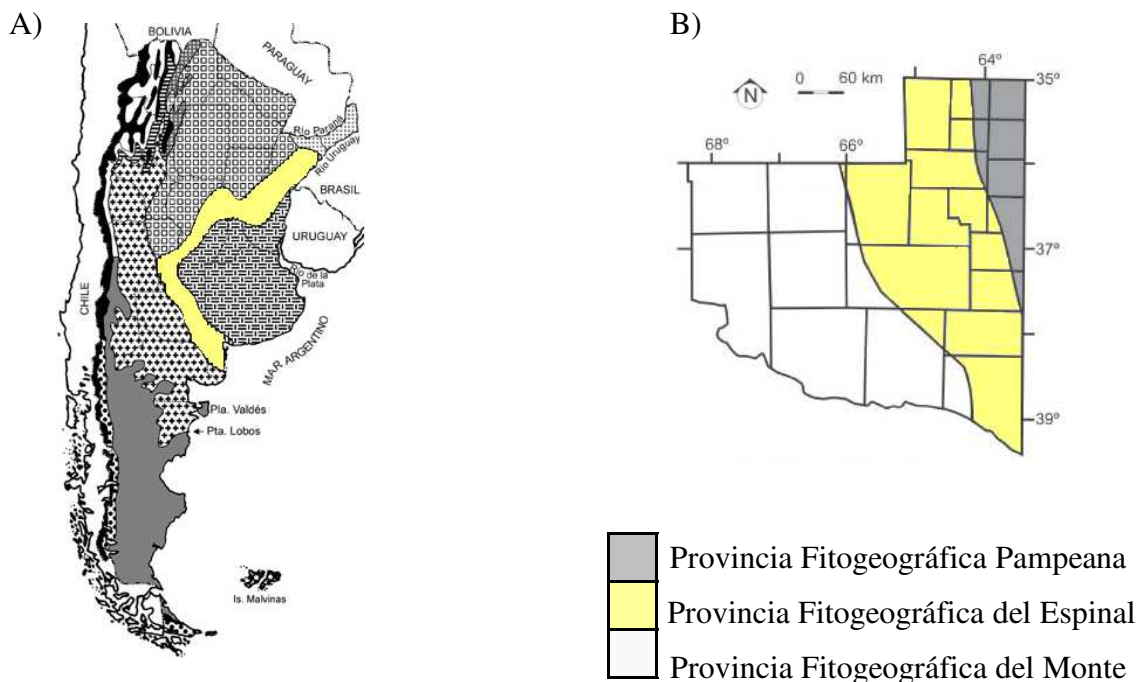 A)
BOLIVIA
PARAGUAY
Río Paraná
Río Uruguay
BRASIL
URUGUAY
Río de la
Plata
CHILE
MAR ARGENTINO
Pla. Valdés
Pta. Lobos
Is. Malvinas
B)
64º
0 60 km
N
35º
68º
66º
37º
39º
Provincia Fitogeográfica Pampeana
Provincia Fitogeográfica del Espinal
Provincia Fitogeográfica del Monte